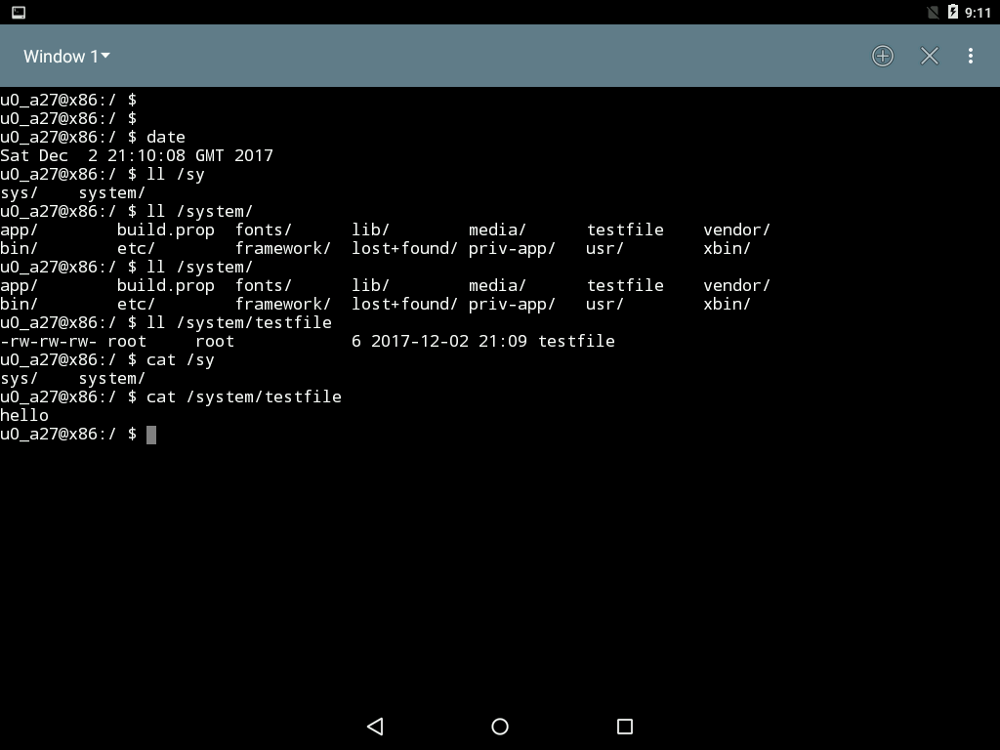 9:11
Window 1
u0_a27@x86:/ $
u0_a27@x86:/ $
u0_a27@x86:/ $ date
Sat Dec  2 21:10:08 GMT 2017
u0_a27@x86:/ $ ll /sy
sys/    system/
u0_a27@x86:/ $ ll /system/
app/        build.prop  fonts/      lib/        media/      testfile    vendor/
bin/        etc/        framework/  lost+found/ priv-app/   usr/        xbin/
u0_a27@x86:/ $ ll /system/
app/        build.prop  fonts/      lib/        media/      testfile    vendor/
bin/        etc/        framework/  lost+found/ priv-app/   usr/        xbin/
u0_a27@x86:/ $ ll /system/testfile
-rw-rw-rw- root     root            6 2017-12-02 21:09 testfile
u0_a27@x86:/ $ cat /sy
sys/    system/
u0_a27@x86:/ $ cat /system/testfile
hello
u0_a27@x86:/ $